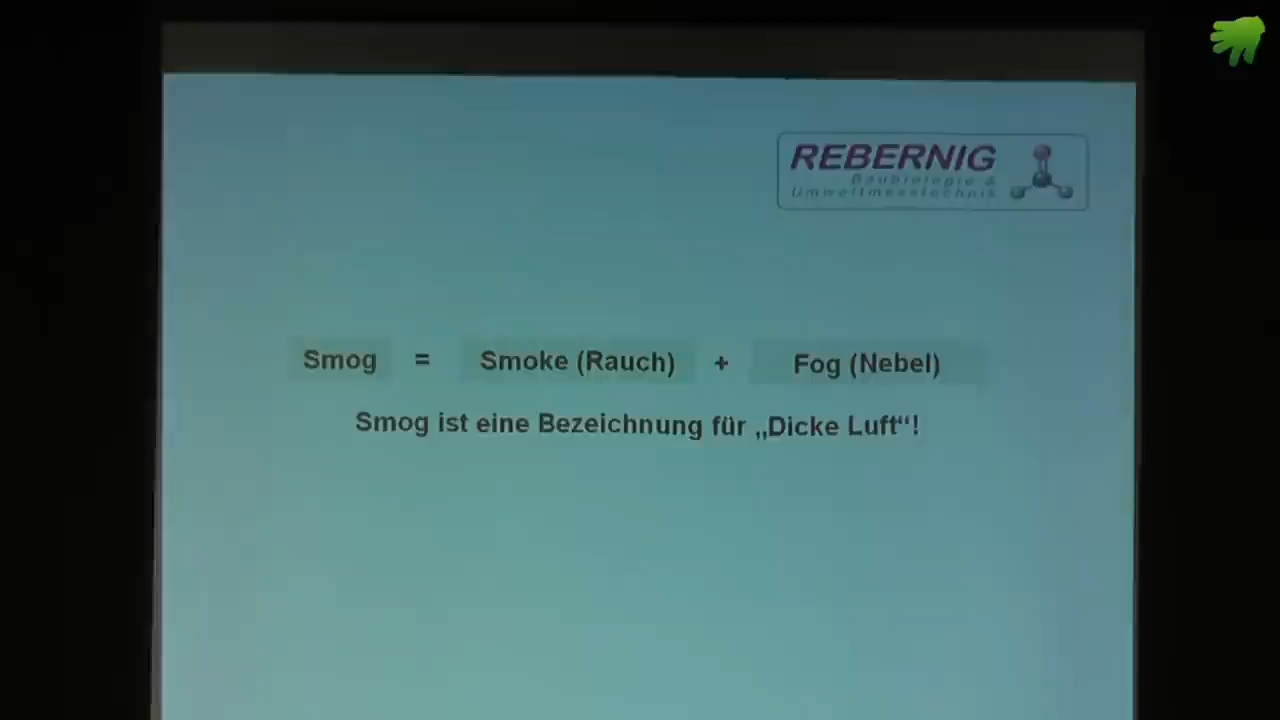 REBERNIG
Baubiologie &
Umweltmesstechnik
Smog = Smoke (Rauch) + Fog (Nebel)
Smog ist eine Bezeichnung für „Dicke Luft“!